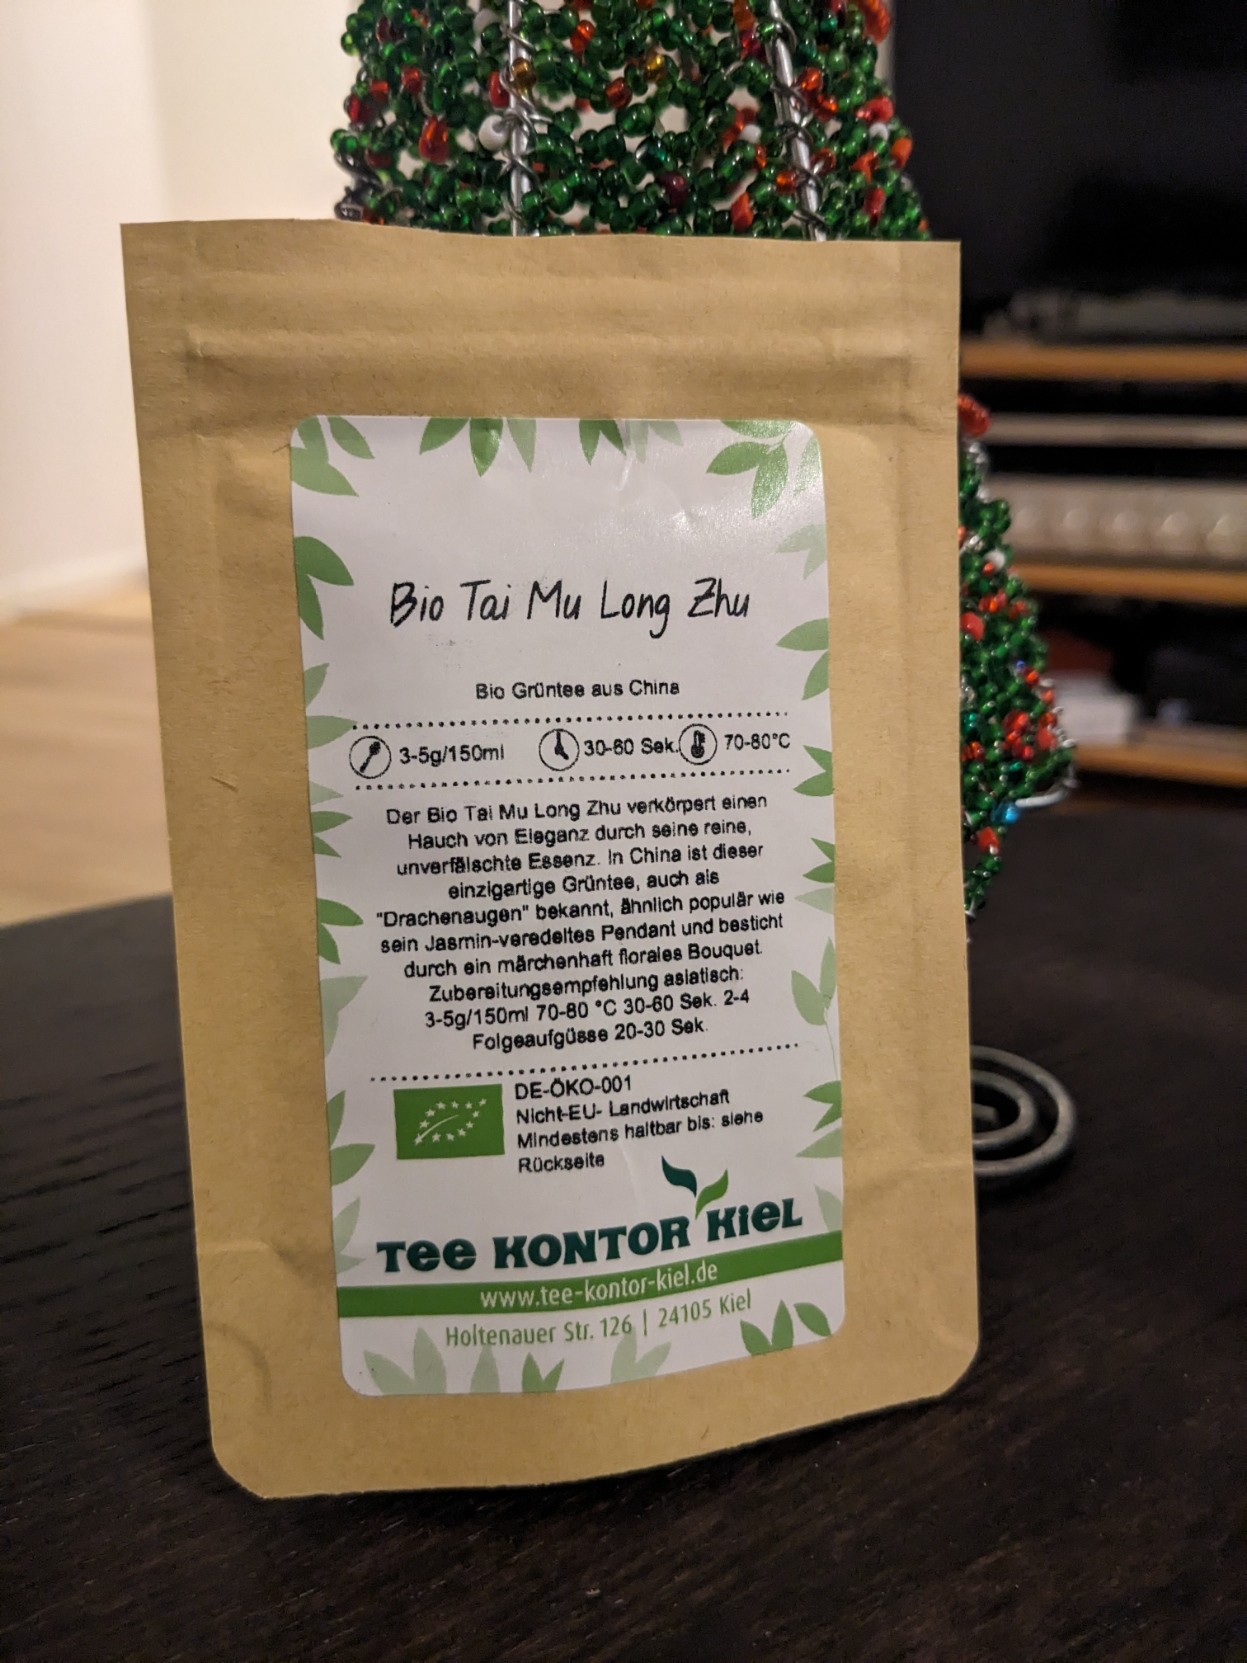 Bio Tai Mu Long Zhu
Bio Grüntee aus China
3-5g/150ml 30-60 Sek. 70-80°C
Der Bio Tai Mu Long Zhu verkörpert einen
Hauch von Eleganz durch seine reine,
unverfälschte Essenz. In China ist dieser
einzigartige Grüntee, auch als
"Drachenaugen" bekannt, ähnlich populär wie
sein Jasmin-veredeltes Pendant und besticht
durch ein märchenhaft florales Bouquet.
Zubereitungsempfehlung asiatisch:
3-5g/150ml 70-80 °C 30-60 Sek. 2-4
Folgeaufgüsse 20-30 Sek.
DE-ÖKO-001
Nicht-EU- Landwirtschaft
Mindestens haltbar bis: siehe
Rückseite
Tee Kontor Kiel
www.tee-kontor-kiel.de
Holtenauer Str. 126 | 24105 Kiel